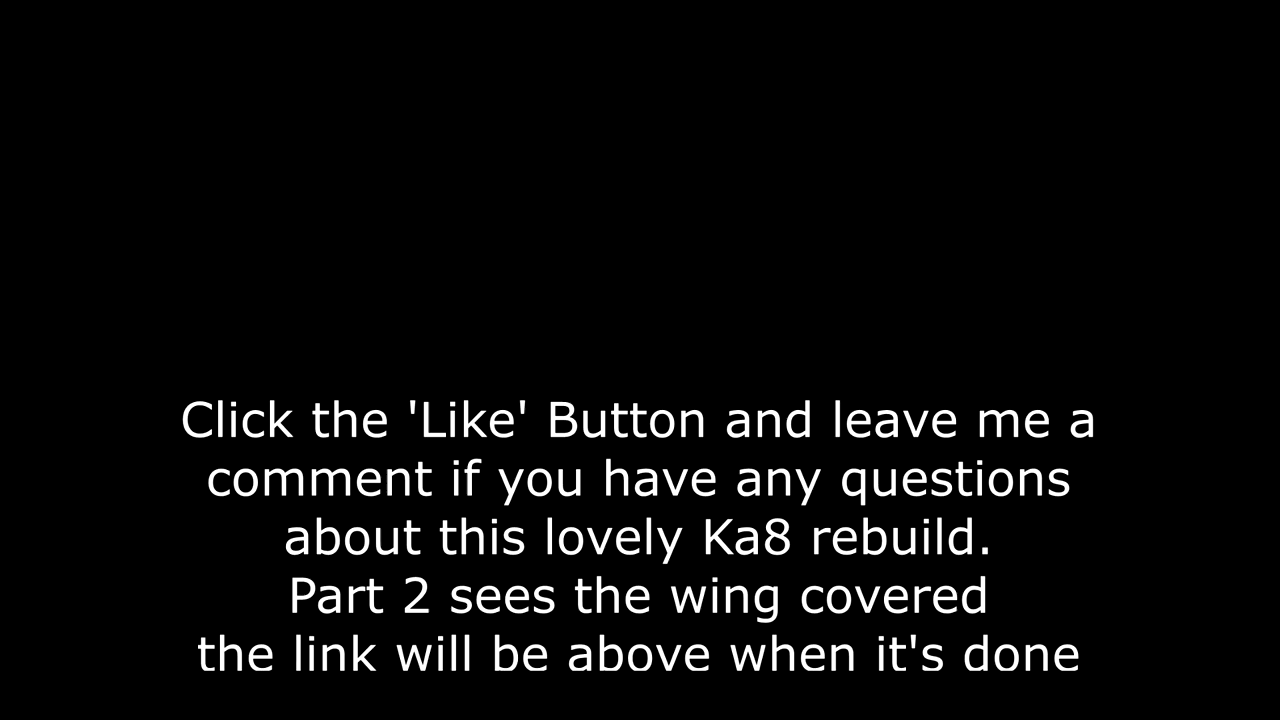 Click the 'Like' Button and leave me a
comment if you have any questions
about this lovely Ka8 rebuild.
Part 2 sees the wing covered
the link will be above when it's done